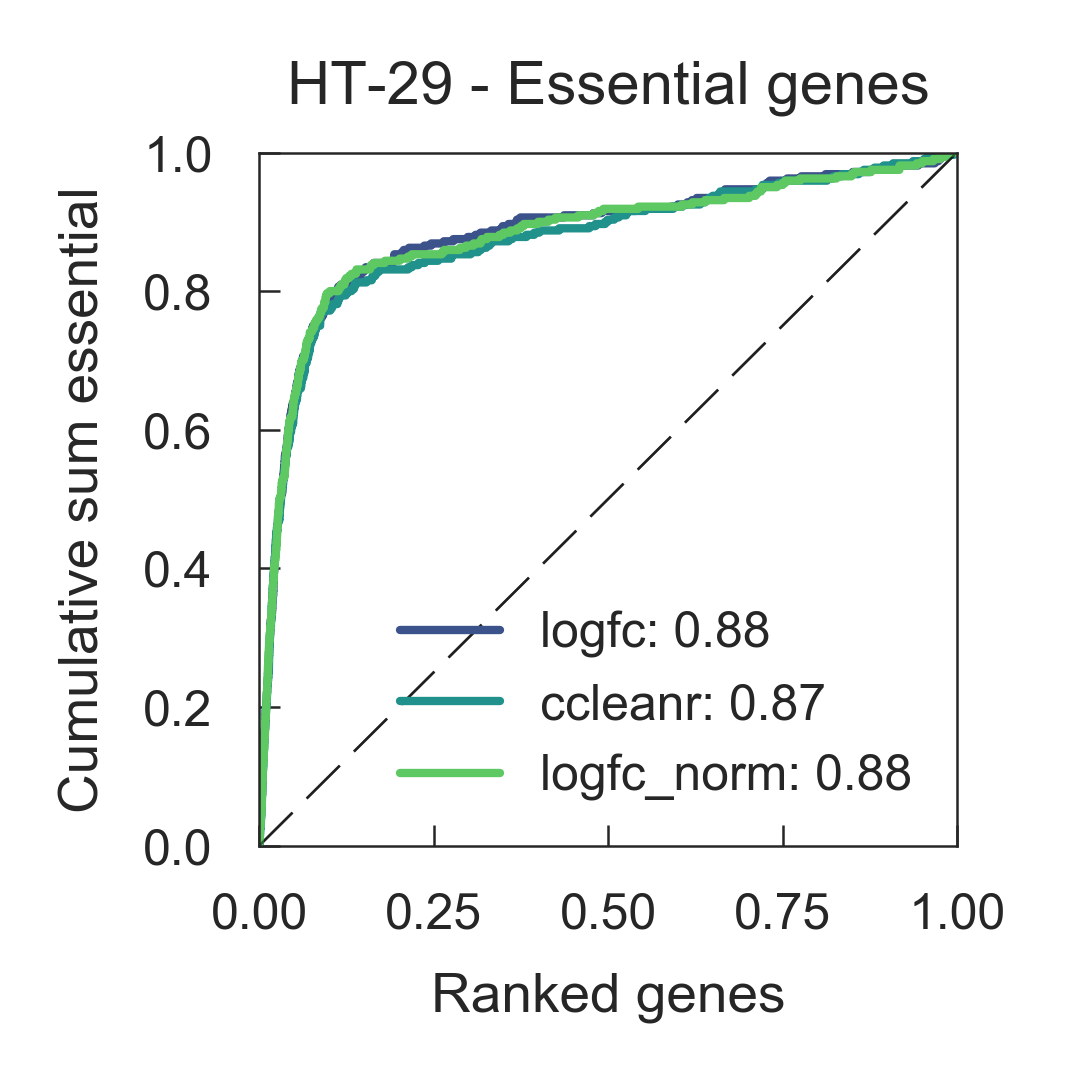 HT-29 - Essential genes
Cumulative sum essential
1.0
0.8
0.6
0.4
0.2
0.0
logfc: 0.88
ccleanr: 0.87
logfc_norm: 0.88
0.00 0.25 0.50 0.75 1.00
Ranked genes